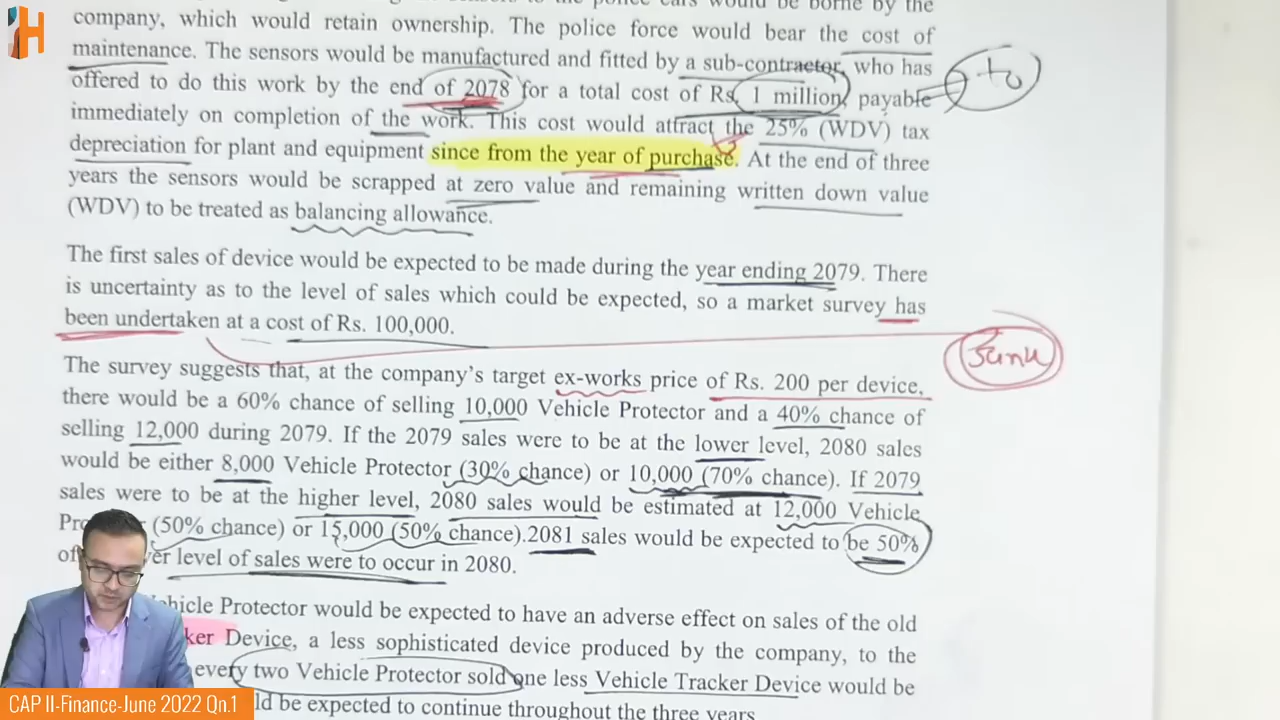 company, which would retain ownership. The police force would bear the cost of
maintenance. The sensors would be manufactured and fitted by a sub-contractor, who has
offered to do this work by the end of 2078 for a total cost of Rs. 1 million, payable
to
immediately on completion of the work. This cost would attract the 25% (WDV) tax
depreciation for plant and equipment since from the year of purchase. At the end of three
years the sensors would be scrapped at zero value and remaining written down value
(WDV) to be treated as balancing allowance.
The first sales of device would be expected to be made during the year ending 2079. There
is uncertainty as to the level of sales which could be expected, so a market survey has
been undertaken at a cost of Rs. 100,000.
Sunk
The survey suggests that, at the company's target ex-works price of Rs. 200 per device,
there would be a 60% chance of selling 10,000 Vehicle Protector and a 40% chance of
selling 12,000 during 2079. If the 2079 sales were to be at the lower level, 2080 sales
would be either 8,000 Vehicle Protector (30% chance) or 10,000 (70% chance). If 2079
sales were to be at the higher level, 2080 sales would be estimated at 12,000 Vehicle
(50% chance) or 15,000 (50% chance).2081 sales would be expected to be 50%
level of sales were to occur in 2080.
Protector would be expected to have an adverse effect on sales of the old
Device, a less sophisticated device produced by the company, to the
every two Vehicle Protector sold one less Vehicle Tracker Device would be
be expected to continue throughout the three years
CAP II-Finance-June 2022 Qn.1